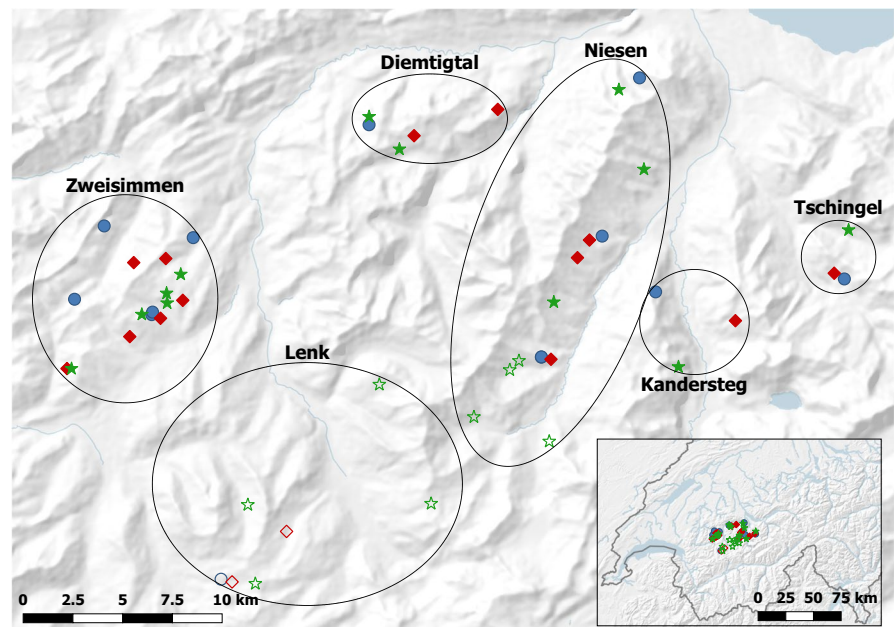 Niesen
Diemtigtal
Zweisimmen
Tschingel
Lenk
Kandersteg
0 2.5 5 7.5 10 km
0 25 50 75 km